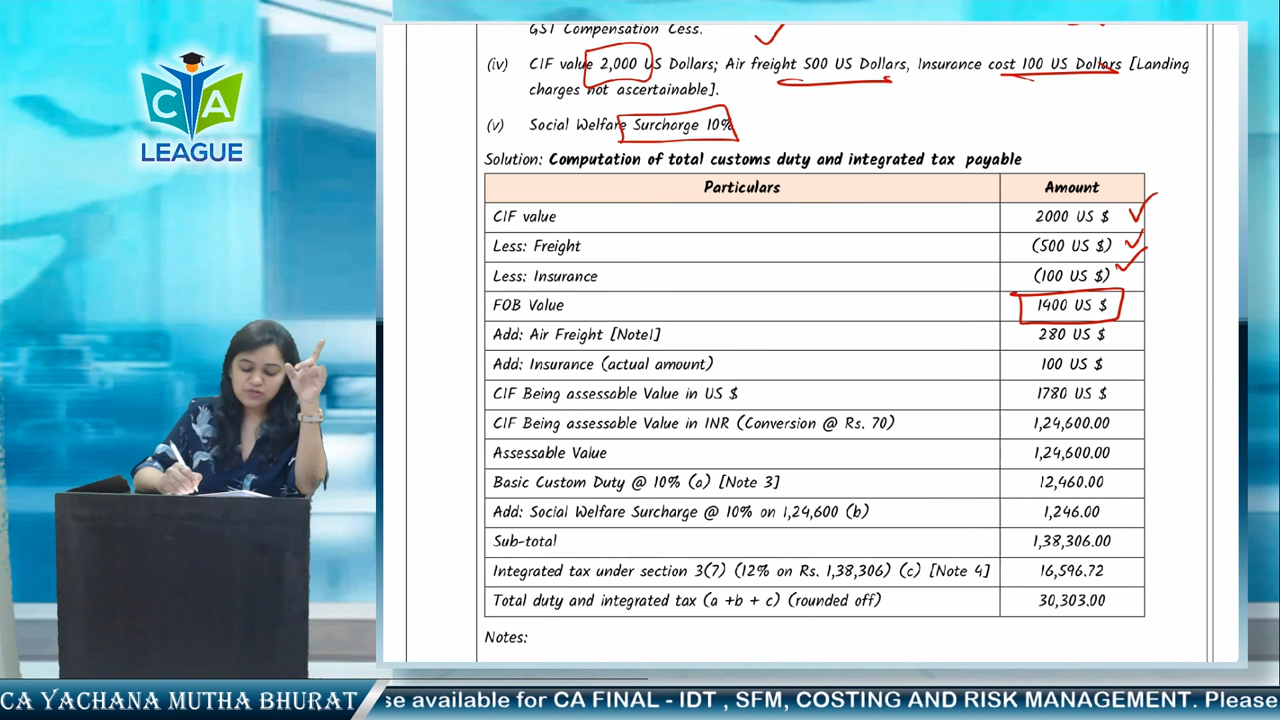 GST Compensation Cess.
(iv) CIF value 2,000 US Dollars; Air freight 500 US Dollars, Insurance cost 100 US Dollars [Landing
charges not ascertainable].
(v) Social Welfare Surcharge 10%
Solution: Computation of total customs duty and integrated tax payable
Particulars Amount
CIF value 2000 US $
Less: Freight (500 US $)
Less: Insurance (100 US $)
FOB Value 1400 US $
Add: Air Freight [Note1] 280 US $
Add: Insurance (actual amount) 100 US $
CIF Being assessable Value in US $ 1780 US $
CIF Being assessable Value in INR (Conversion @ Rs. 70) 1,24,600.00
Assessable Value 1,24,600.00
Basic Custom Duty @ 10% (a) [Note 3] 12,460.00
Add: Social Welfare Surcharge @ 10% on 1,24,600 (b) 1,246.00
Sub-total 1,38,306.00
Integrated tax under section 3(7) (12% on Rs. 1,38,306) (c) [Note 4] 16,596.72
Total duty and integrated tax (a +b + c) (rounded off) 30,303.00
Notes:
CA
LEAGUE
CA YACHANA MUTHA BHURAT
se available for CA FINAL - IDT , SFM, COSTING AND RISK MANAGEMENT. Please